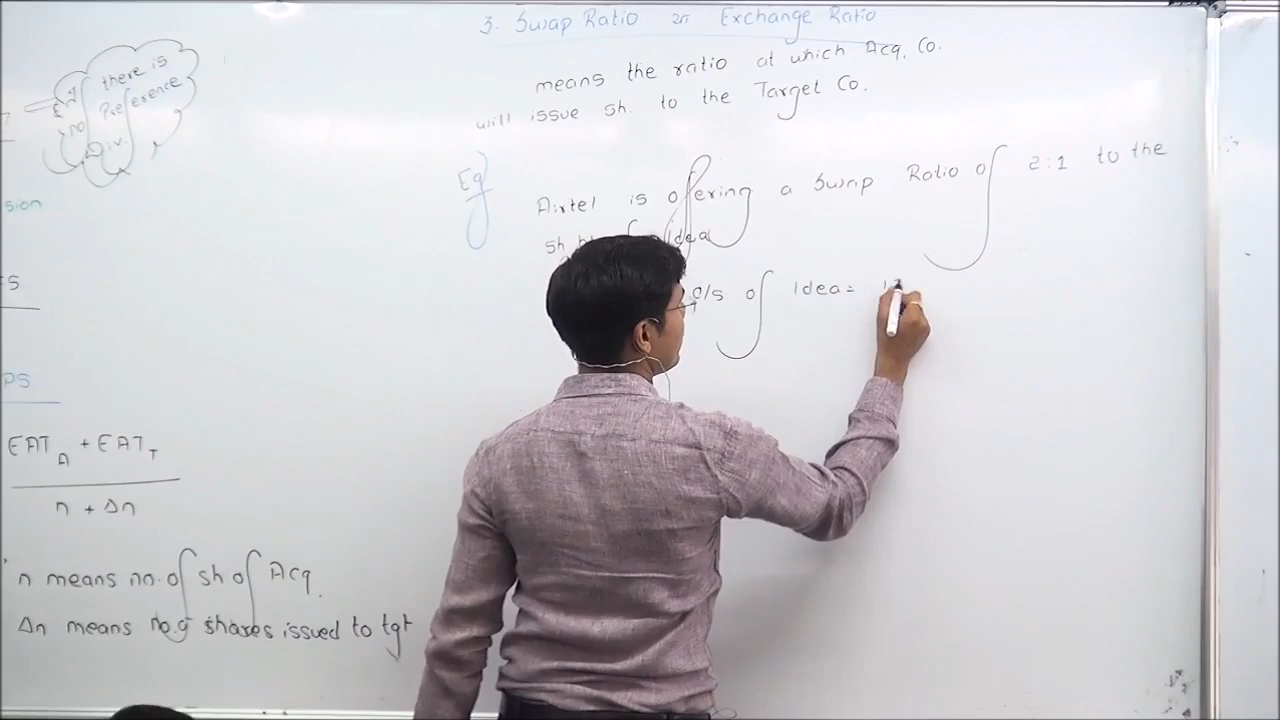 3. Swap Ratio or Exchange Ratio
means the ratio at which Acq. Co.
will issue sh. to the Target Co.
Eg
Airtel is offering a Swap Ratio of 2:1 to the
Idea
o/s of Idea =
there is
no Preference
Div.
sion
S
PS
EAT A + EAT T
n + Δn
n means no. of sh of Acq.
Δn means no. of shares issued to tgt